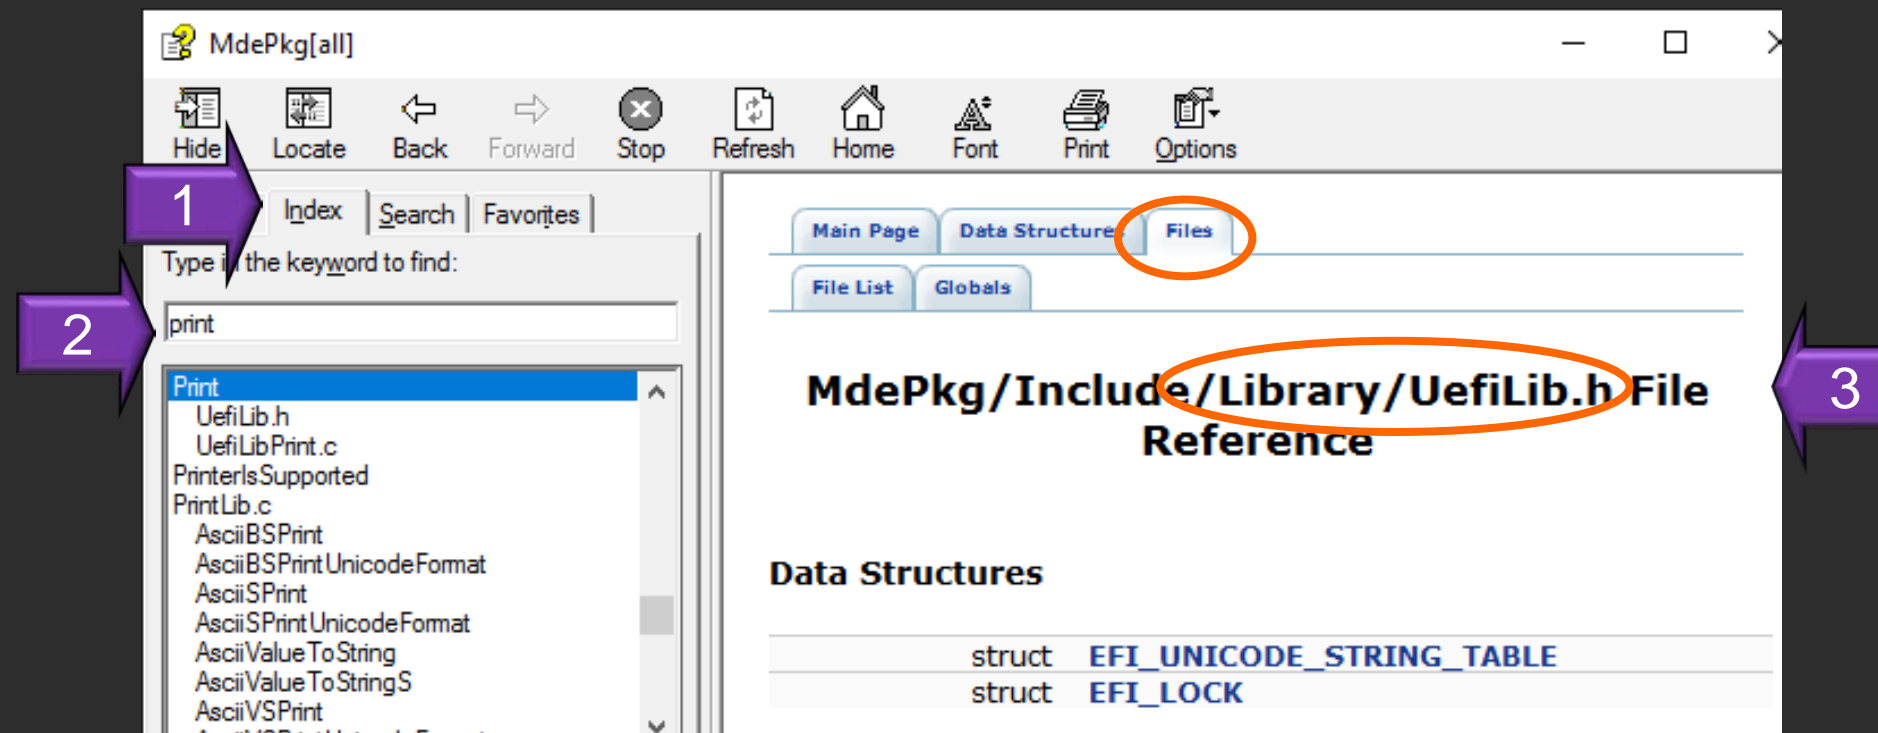 MdePkg[all]
Hide Locate Back Forward Stop Refresh Home Font Print Options
1
Index Search Favorites
Type in the keyword to find:
2
print
Print
UefiLib.h
UefiLibPrint.c
PrinterIsSupported
PrintLib.c
AsciiBSPrint
AsciiBSPrintUnicodeFormat
AsciiSPrint
AsciiSPrintUnicodeFormat
AsciiValueToString
AsciiValueToStringS
AsciiVSPrint
Main Page Data Structures Files
File List Globals
MdePkg/Include/Library/UefiLib.h File
Reference
3
Data Structures
struct EFI_UNICODE_STRING_TABLE
struct EFI_LOCK